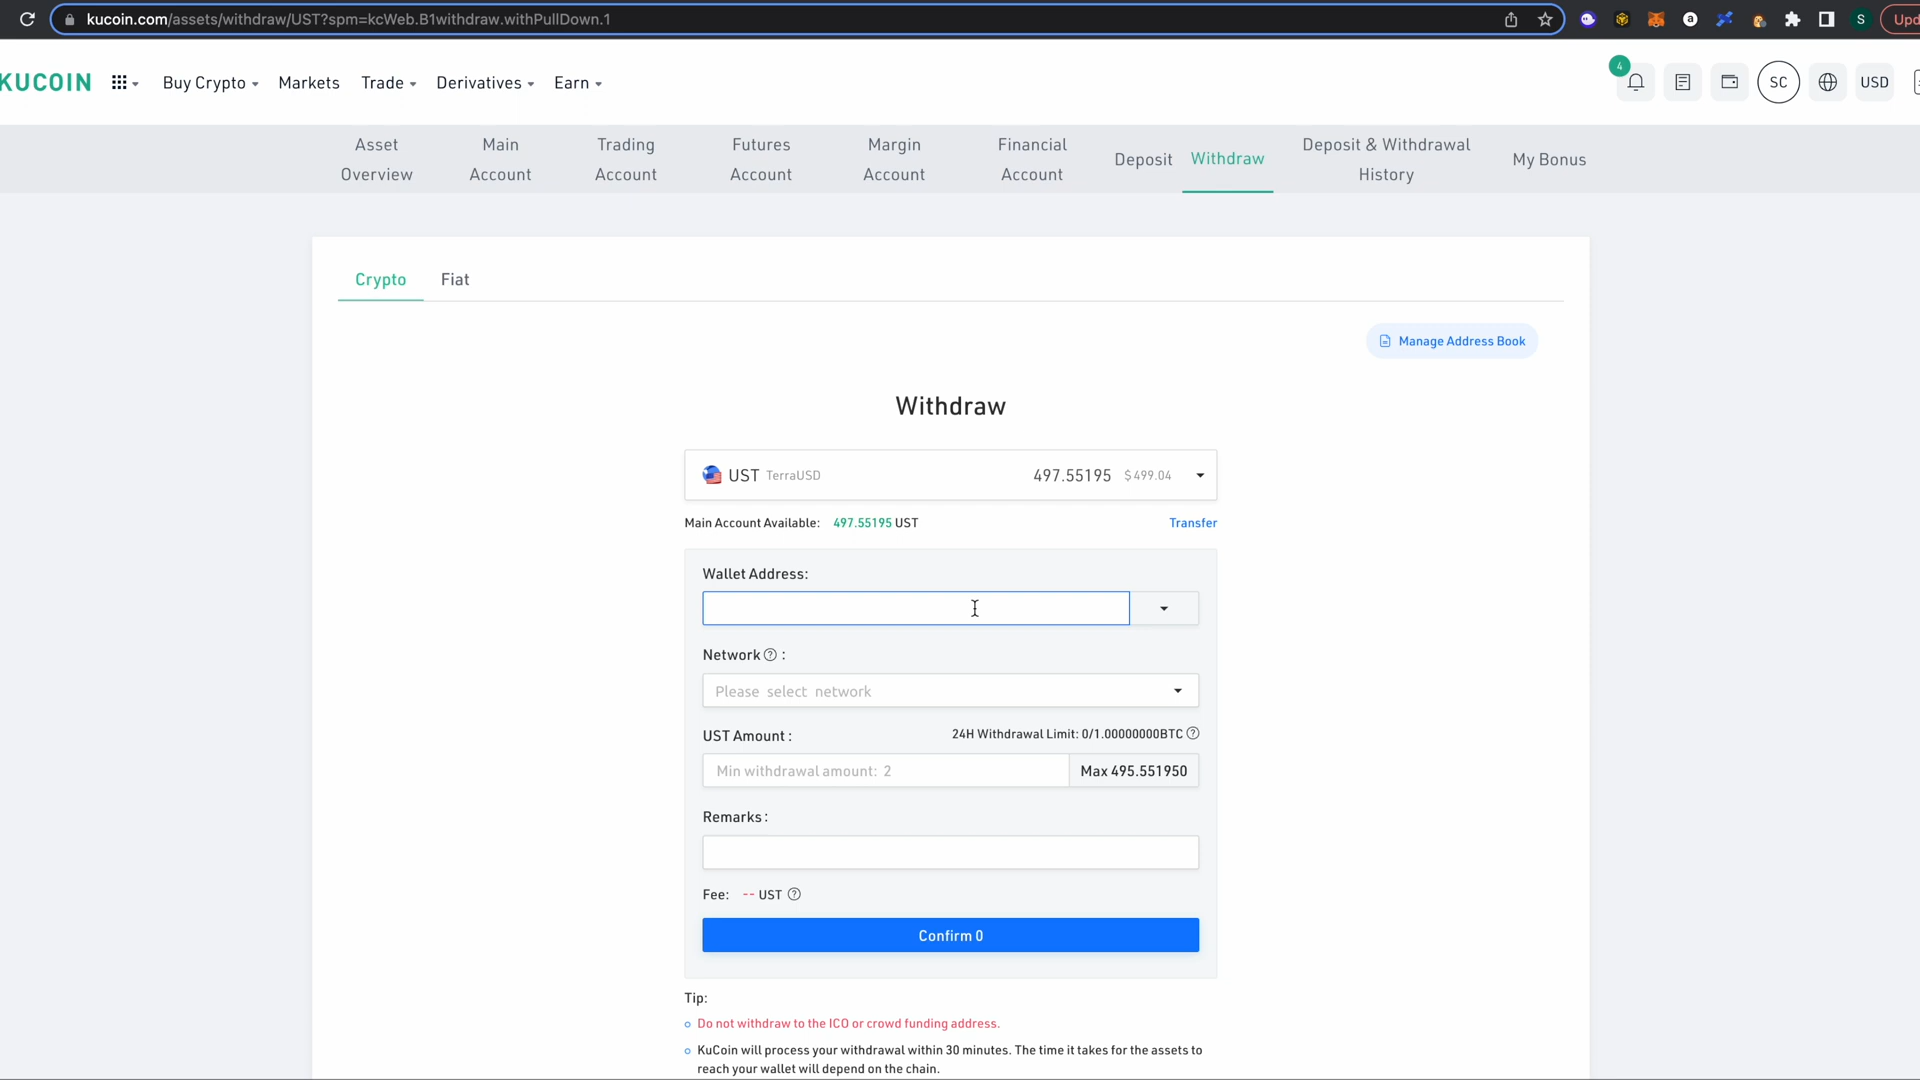 kucoin.com/assets/withdraw/UST?spm=kcWeb.B1withdraw.withPullDown.1
S
Upd
KUCOIN
Buy Crypto
Markets
Trade
Derivatives
Earn
4
SC
USD
Asset Overview
Main Account
Trading Account
Futures Account
Margin Account
Financial Account
Deposit
Withdraw
Deposit & Withdrawal History
My Bonus
Crypto
Fiat
Manage Address Book
Withdraw
UST TerraUSD 497.55195 $ 499.04
Main Account Available: 497.55195 UST
Transfer
Wallet Address:
Network ? :
Please select network
UST Amount :
24H Withdrawal Limit: 0/1.00000000BTC ?
Min withdrawal amount: 2
Max 495.551950
Remarks :
Fee: -- UST ?
Confirm 0
Tip:
Do not withdraw to the ICO or crowd funding address.
KuCoin will process your withdrawal within 30 minutes. The time it takes for the assets to
reach your wallet will depend on the chain.